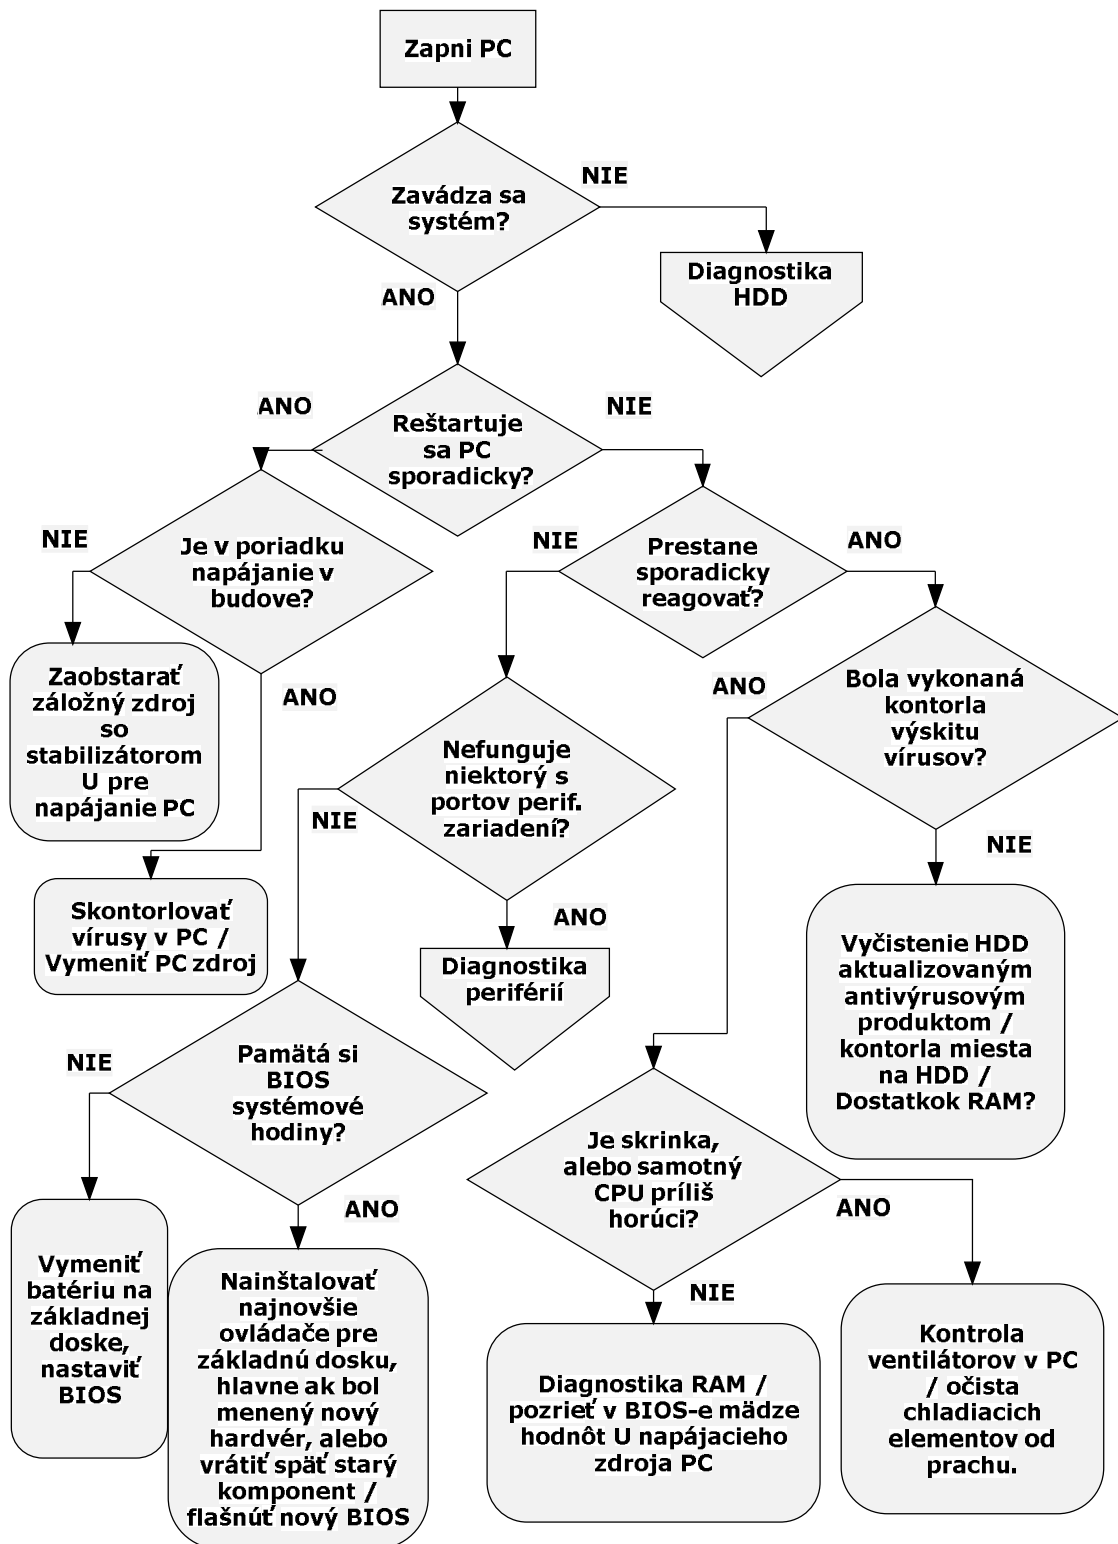 Zapni PC
Zavádza sa
systém?
NIE
Diagnostika
HDD
ANO
ANO
Reštartuje
sa PC
sporadicky?
NIE
NIE
Je v poriadku
napájanie v
budove?
NIE
Prestane
sporadicky
reagovať?
ANO
Zaobstarať
záložný zdroj
so
stabilizátorom
U pre
napájanie PC
ANO
Nefunguje
niektorý s
portov perif.
zariadení?
ANO
Bola vykonaná
kontorla
výskitu
vírusov?
NIE
NIE
Skontorlovať
vírusy v PC /
Vymeniť PC zdroj
ANO
Diagnostika
periférií
Vyčistenie HDD
aktualizovaným
antivýrusovým
produktom /
kontorla miesta
na HDD /
Dostatkok RAM?
NIE
Pamätá si
BIOS
systémové
hodiny?
ANO
Je skrinka,
alebo samotný
CPU príliš
horúci?
ANO
NIE
Vymeniť
batériu na
základnej
doske,
nastaviť
BIOS
Nainštalovať
najnovšie
ovládače pre
základnú dosku,
hlavne ak bol
menený nový
hardvér, alebo
vrátiť späť starý
komponent /
flašnúť nový BIOS
Diagnostika RAM /
pozrieť v BIOS-e mädze
hodnôt U napájacieho
zdroja PC
Kontrola
ventilátorov v PC
/ očista
chladiacich
elementov od
prachu.